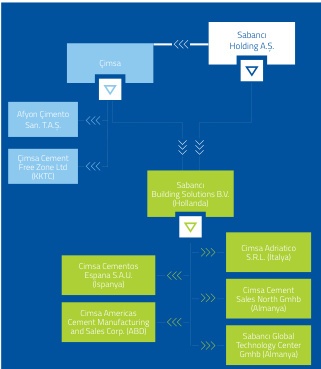 Sabancı
Holding A.Ş.
Çimsa
Afyon Çimento
San. T.A.S.
Çimsa Cement
Free Zone Ltd.
(KKTC)
Sabancı
Building Solutions B.V.
(Hollanda)
Cimsa Cementos
Espana S.A.U.
(İspanya)
Cimsa Adriatico
S.R.L. (İtalya)
Cimsa Cement
Sales North Gmhb
(Almanya)
Cimsa Americas
Cement Manufacturing
and Sales Corp. (ABD)
Sabancı Global
Technology Center
Gmhb (Almanya)